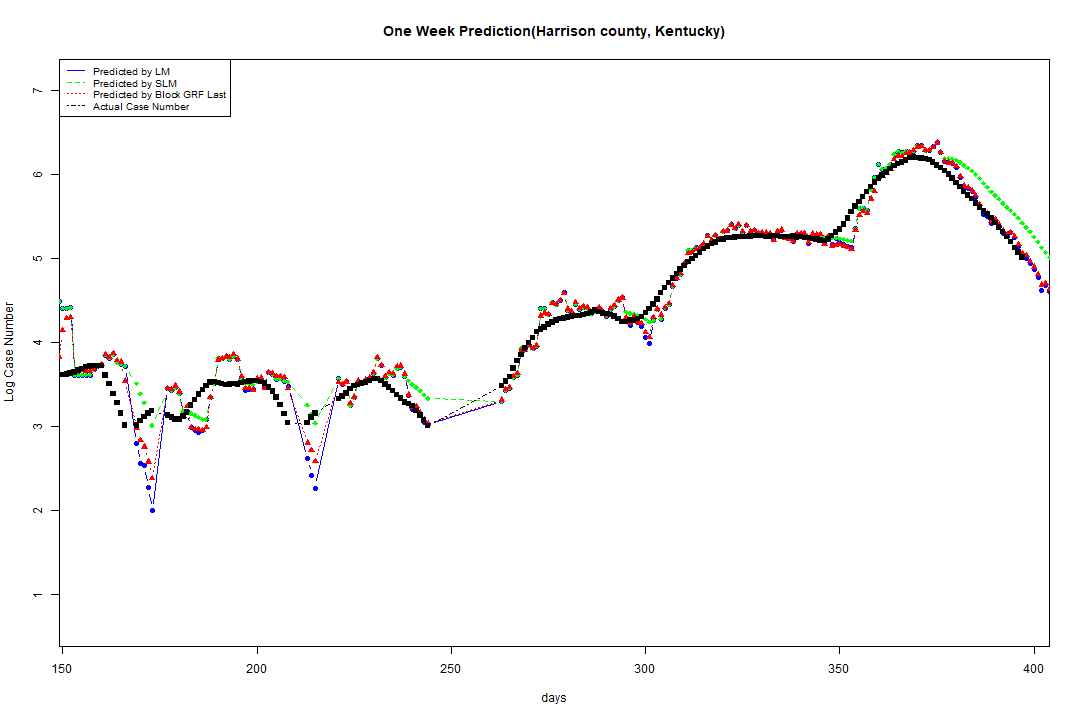 One Week Prediction(Harrison county, Kentucky)
Predicted by LM
Predicted by SLM
Predicted by Block GRF Last
Actual Case Number
Log Case Number
7
6
5
4
3
2
1
150 200 250 300 350 400
days